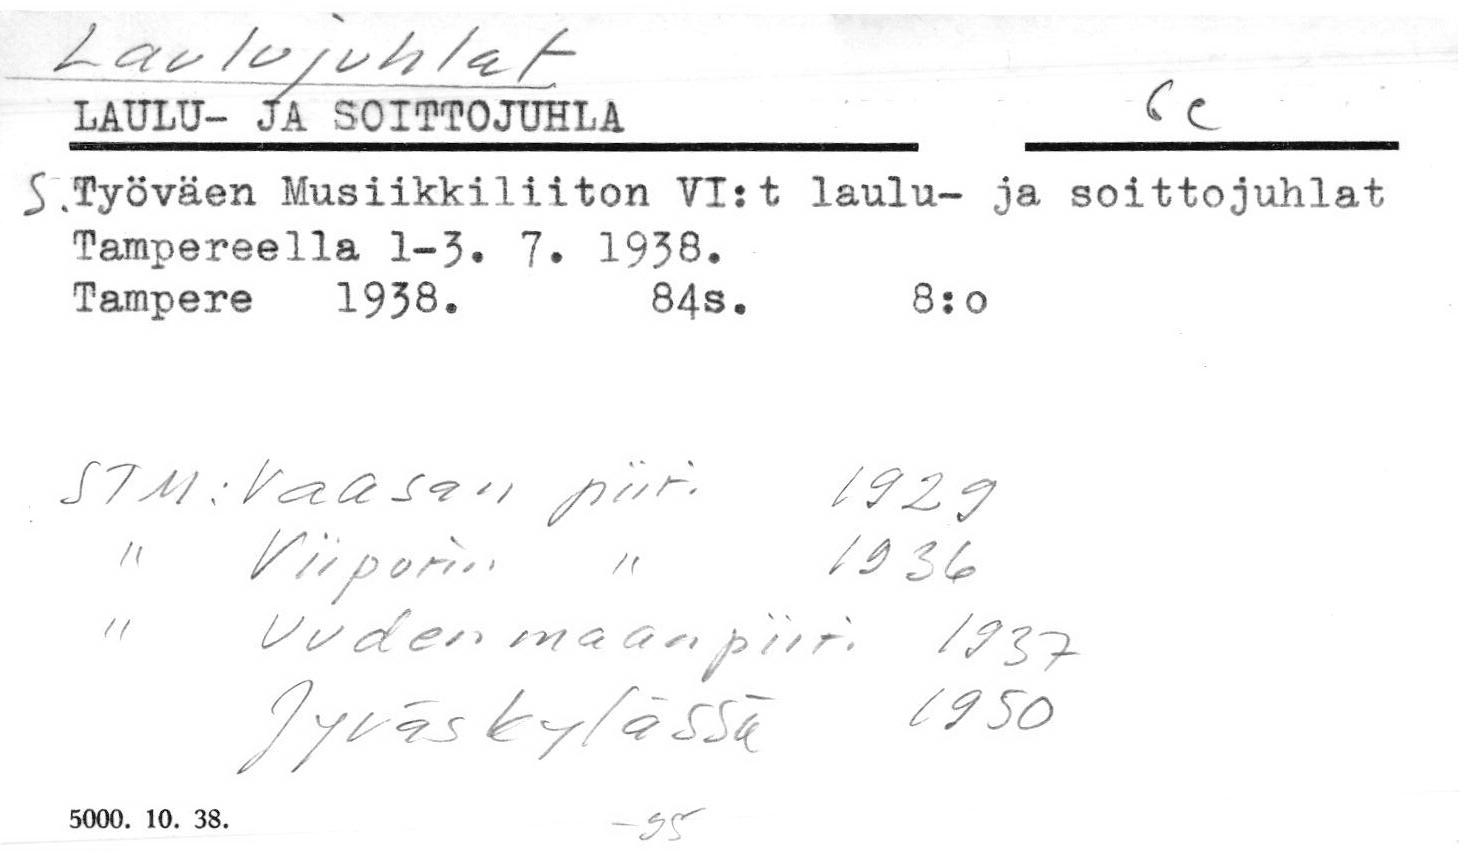 Laulujuhlat
LAULU- JA SOITTOJUHLA 6c
S. Työväen Musiikkiliiton VI:t laulu- ja soittojuhlat
Tampereella 1-3. 7. 1938.
Tampere 1938. 84s. 8:o
STM: Vaasan piiri 1929
" Viipurin " 1936
" Uudenmaanpiiri. 1937
Jyväskylässä 1950
5000. 10. 38. -95